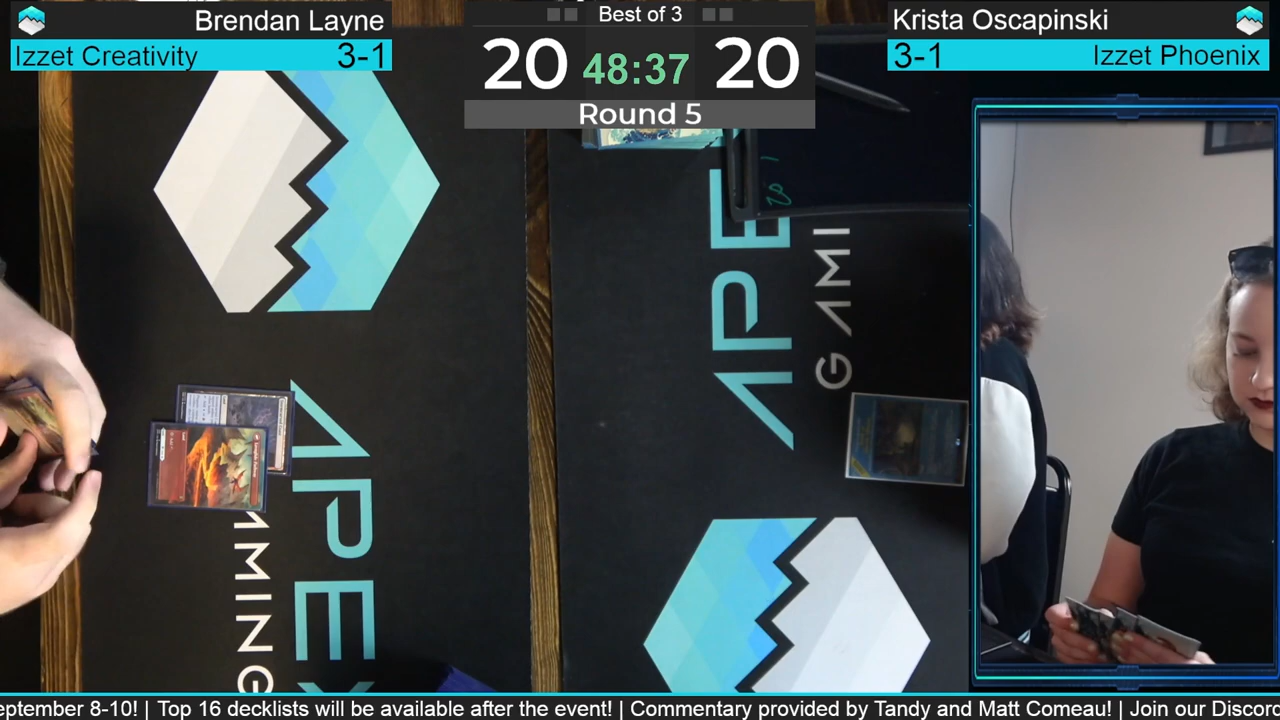 Brendan Layne
Izzet Creativity 3-1
Best of 3
20 48:37 20
Round 5
Krista Oscapinski
3-1 Izzet Phoenix
APE
GAMI
APEX
MING
eptember 8-10! | Top 16 decklists will be available after the event! | Commentary provided by Tandy and Matt Comeau! | Join our Discord